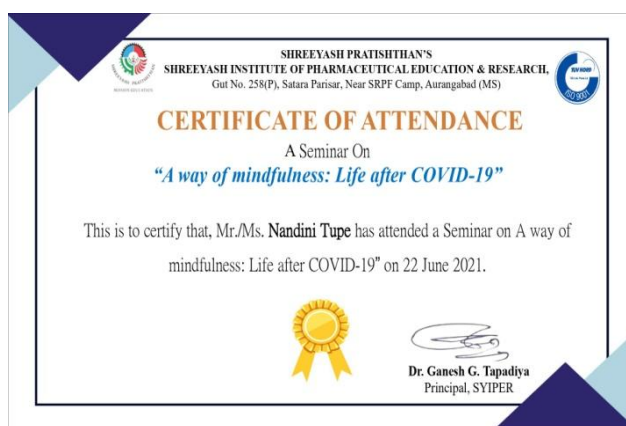 SHREEYASH PRATISHTHAN'S
SHREEYASH INSTITUTE OF PHARMACEUTICAL EDUCATION & RESEARCH,
Gut No. 258(P), Satara Parisar, Near SRPF Camp, Aurangabad (MS)
CERTIFICATE OF ATTENDANCE
A Seminar On
“A way of mindfulness: Life after COVID-19”
This is to certify that, Mr./Ms. Nandini Tupe has attended a Seminar on A way of
mindfulness: Life after COVID-19" on 22 June 2021.
Dr. Ganesh G. Tapadiya
Principal, SYIPER
ISO 9001